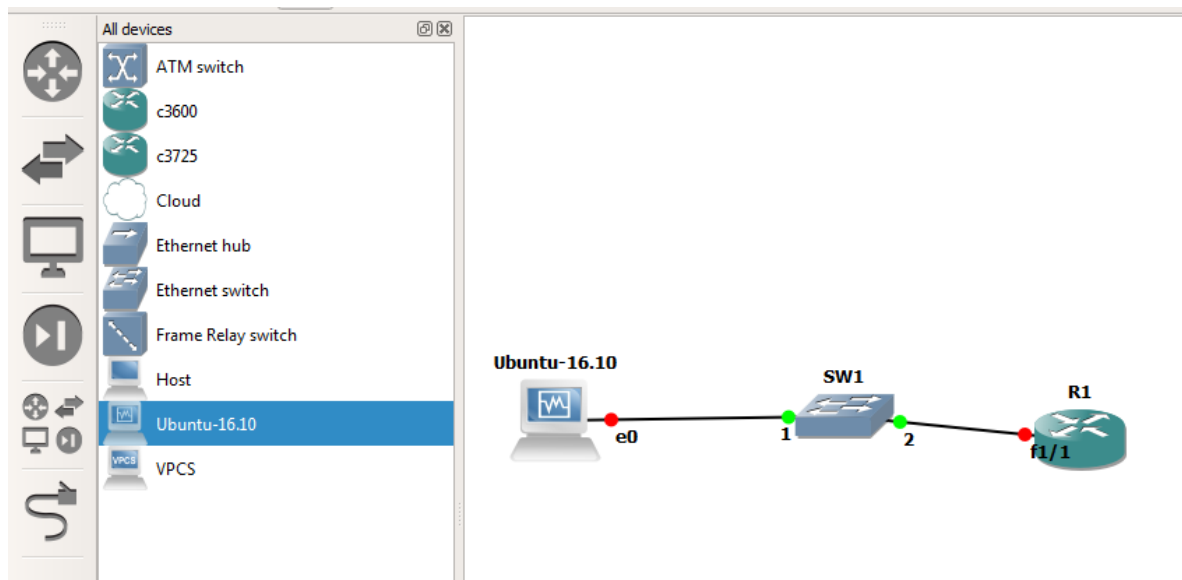 All devices
ATM switch
c3600
c3725
Cloud
Ethernet hub
Ethernet switch
Frame Relay switch
Host
Ubuntu-16.10
VPCS
VPCS
Ubuntu-16.10
e0
SW1
1
2
R1
f1/1